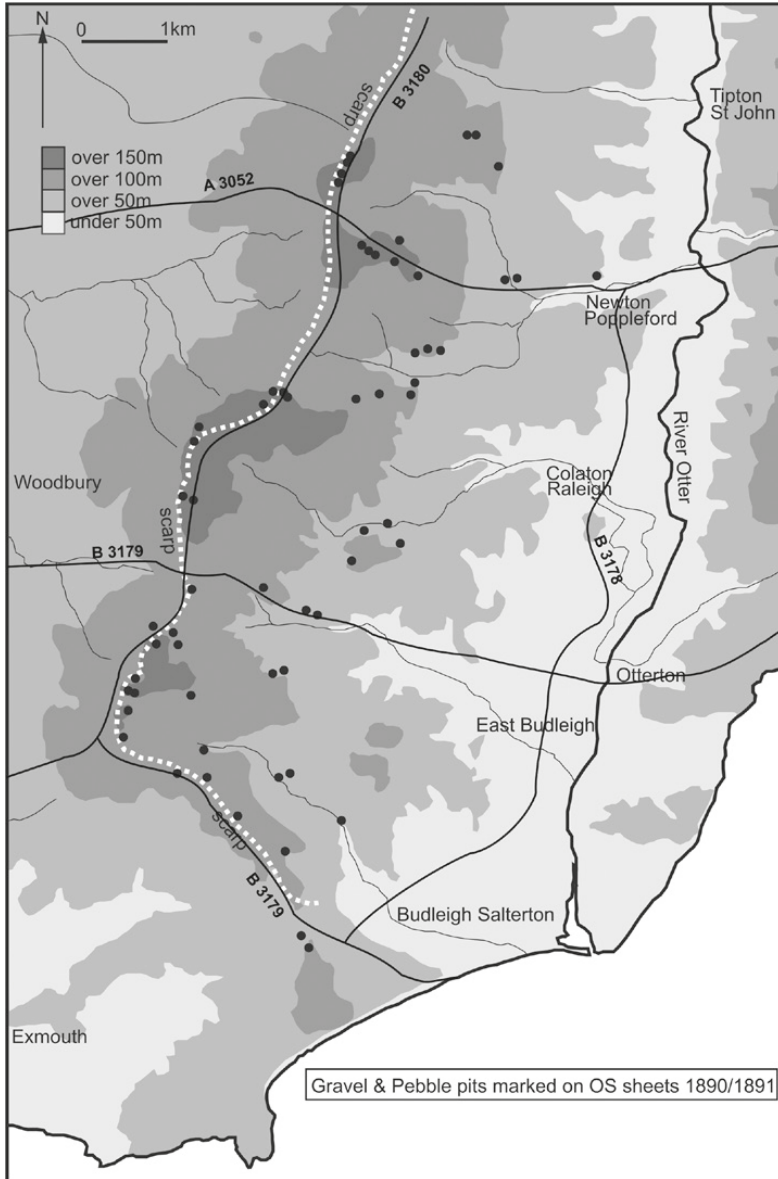 N
0 1km
scarp
B 3180
Tipton
St John
over 150m
over 100m
over 50m
under 50m
A 3052
Newton
Poppleford
River Otter
Woodbury
Colaton
Raleigh
scarp
B 3179
B 3178
Otterton
East Budleigh
scarp
B 3179
Budleigh Salterton
Exmouth
Gravel & Pebble pits marked on OS sheets 1890/1891